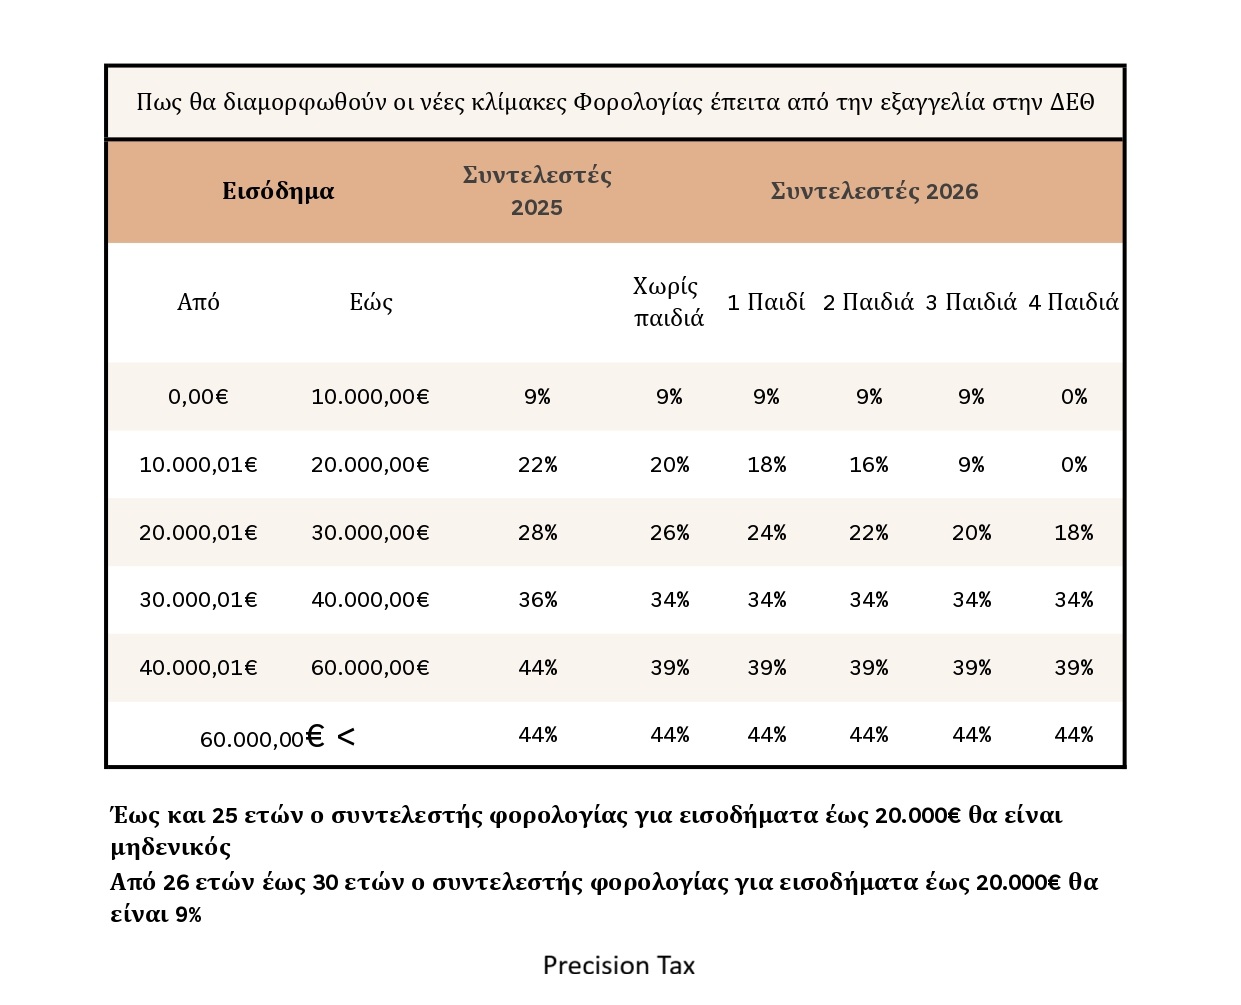 Πως θα διαμορφωθούν οι νέες κλίμακες Φορολογίας έπειτα από την εξαγγελία στην ΔΕΘ
Εισόδημα Συντελεστές 2025 Συντελεστές 2026
Από Εώς Χωρίς παιδιά 1 Παιδί 2 Παιδιά 3 Παιδιά 4 Παιδιά
0,00€ 10.000,00€ 9% 9% 9% 9% 9% 0%
10.000,01€ 20.000,00€ 22% 20% 18% 16% 9% 0%
20.000,01€ 30.000,00€ 28% 26% 24% 22% 20% 18%
30.000,01€ 40.000,00€ 36% 34% 34% 34% 34% 34%
40.000,01€ 60.000,00€ 44% 39% 39% 39% 39% 39%
60.000,00€ < 44% 44% 44% 44% 44% 44%
Έως και 25 ετών ο συντελεστής φορολογίας για εισοδήματα έως 20.000€ θα είναι
μηδενικός
Από 26 ετών έως 30 ετών ο συντελεστής φορολογίας για εισοδήματα έως 20.000€ θα
είναι 9%
Precision Tax